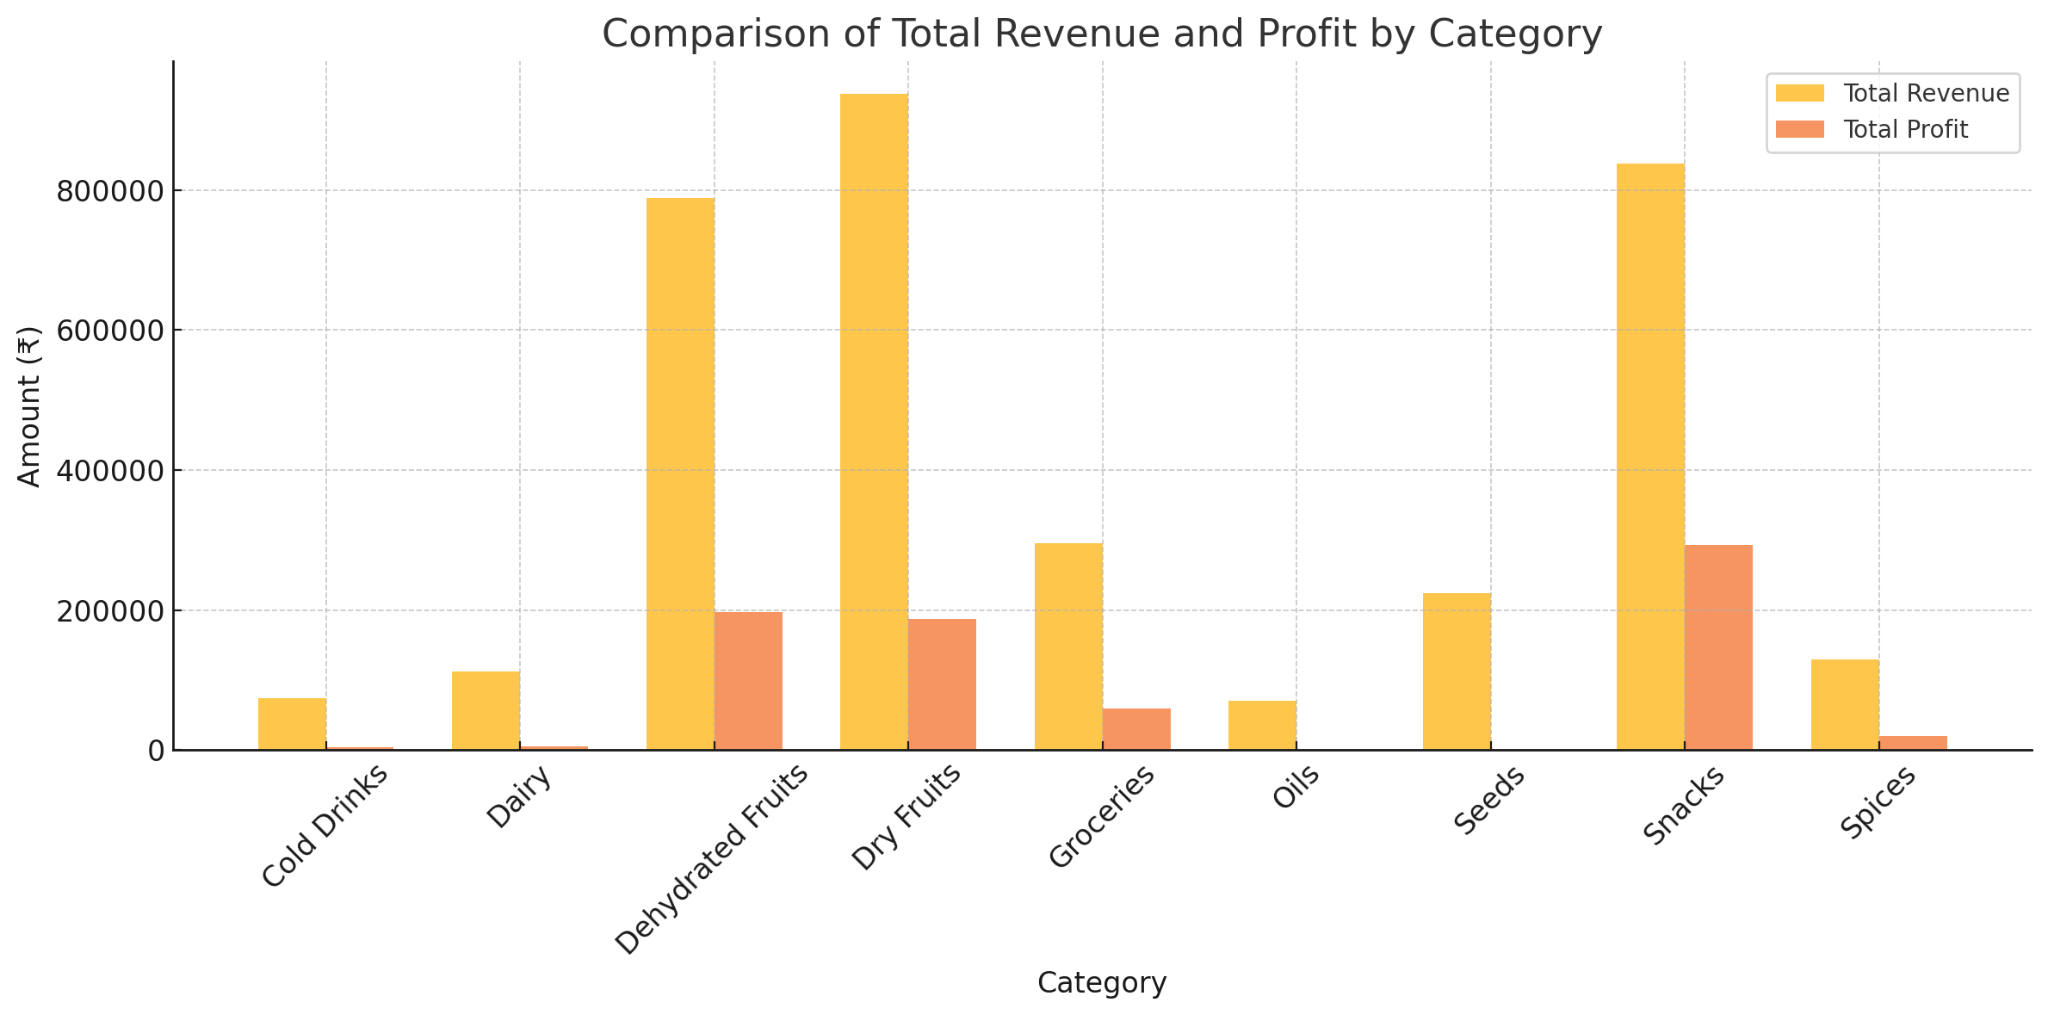 Comparison of Total Revenue and Profit by Category
Total Revenue
Total Profit
Amount (₹)
800000
600000
400000
200000
0
Cold Drinks
Dairy
Dehydrated Fruits
Dry Fruits
Groceries
Oils
Seeds
Snacks
Spices
Category